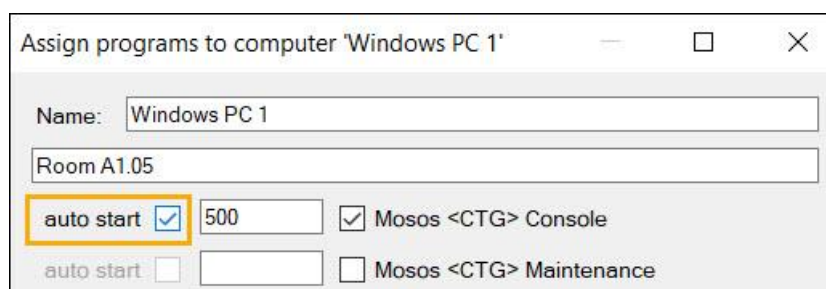 Assign programs to computer 'Windows PC 1'
Name: Windows PC 1
Room A1.05
auto start 500 Mosos <CTG> Console
auto start Mosos <CTG> Maintenance